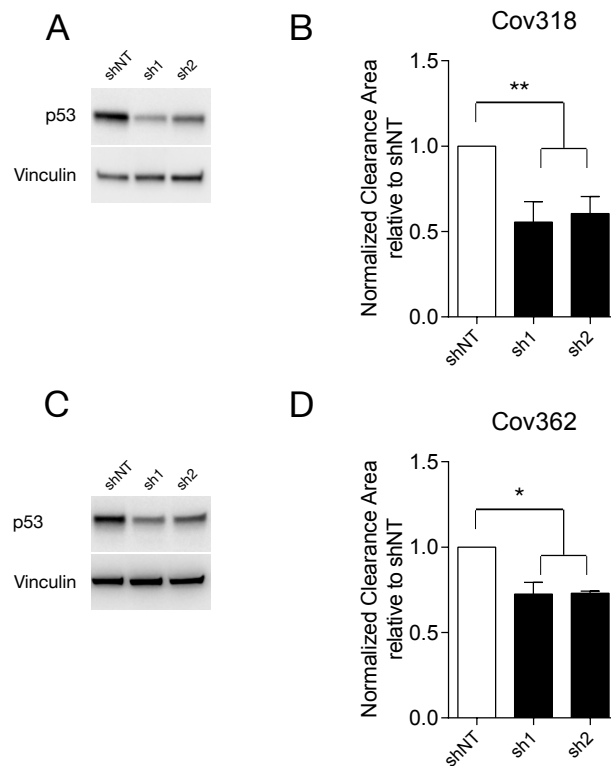 A
shNT sh1 sh2
p53
Vinculin
B
Cov318
Normalized Clearance Area
relative to shNT
1.5
1.0
0.5
0.0
**
shNT sh1 sh2
C
shNT sh1 sh2
p53
Vinculin
D
Cov362
Normalized Clearance Area
relative to shNT
1.5
1.0
0.5
0.0
*
shNT sh1 sh2